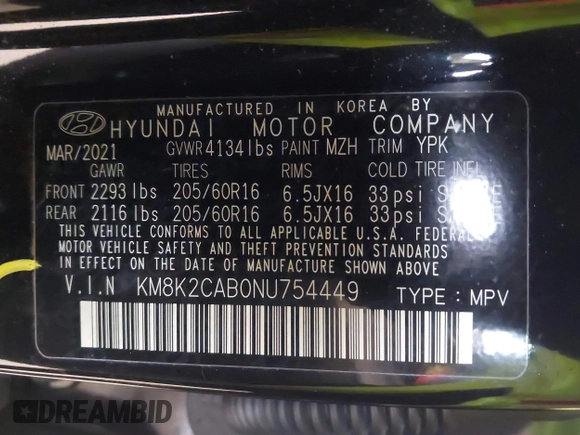 MANUFACTURED IN KOREA BY
HYUNDAI MOTOR COMPANY
MAR/2021 GVWR 4134 lbs PAINT MZH TRIM YPK
GAWR TIRES RIMS COLD TIRE INFL
FRONT 2293 lbs 205/60R16 6.5JX16 33 psi
REAR 2116 lbs 205/60R16 6.5JX16 33 psi
THIS VEHICLE CONFORMS TO ALL APPLICABLE U.S.A. FEDERAL
MOTOR VEHICLE SAFETY AND THEFT PREVENTION STANDARDS
IN EFFECT ON THE DATE OF MANUFACTURE SHOWN ABOVE.
V.I.N KM8K2CAB0NU754449 TYPE : MPV
DREAMBID